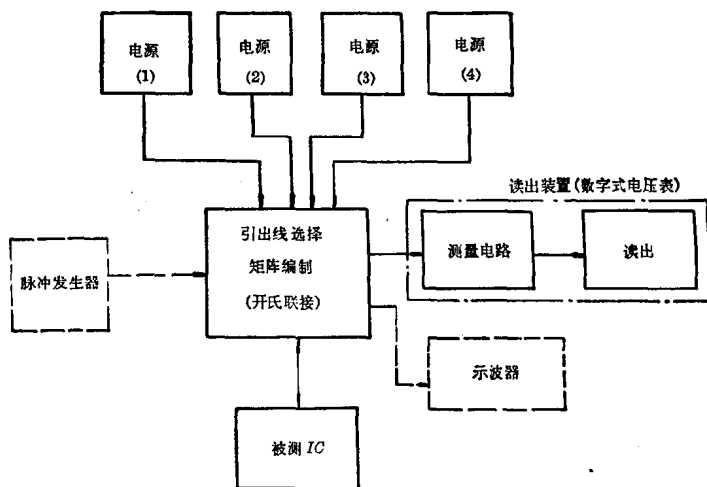 电源
(1)
电源
(2)
电源
(3)
电源
(4)
读出装置(数字式电压表)
引出线选择
矩阵编制
(开氏联接)
测量电路
读出
脉冲发生器
示波器
被测 IC